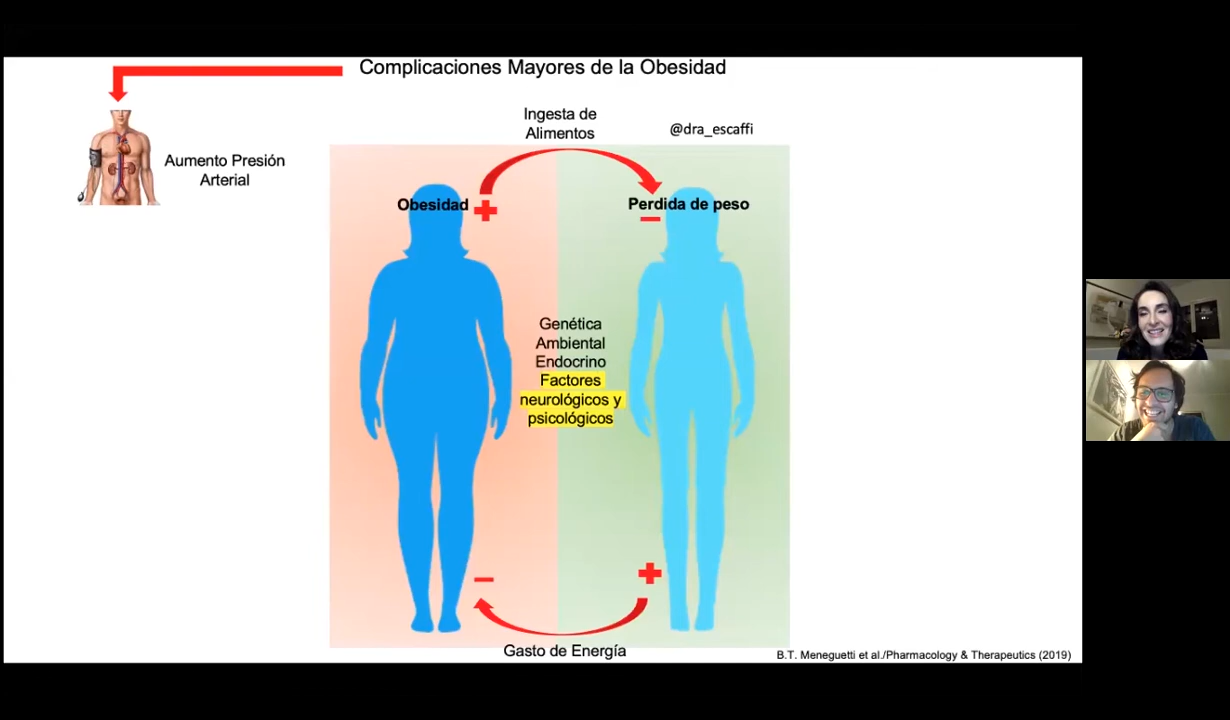 Complicaciones Mayores de la Obesidad
Aumento Presión
Arterial
Ingesta de
Alimentos
@dra_escaffi
Obesidad
Perdida de peso
Genética
Ambiental
Endocrino
Factores
neurológicos y
psicológicos
Gasto de Energía
B.T. Meneguetti et al./Pharmacology & Therapeutics (2019)